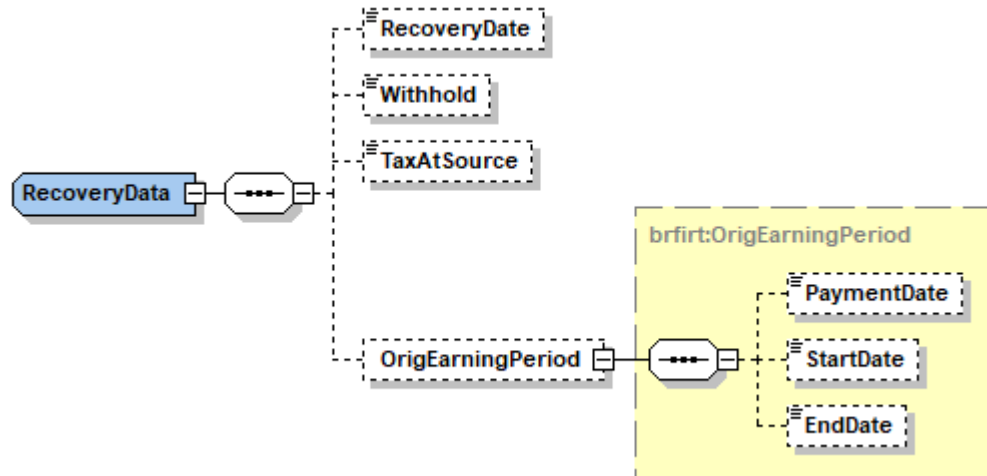 RecoveryDate
Withhold
TaxAtSource
RecoveryData
brfirt:OrigEarningPeriod
PaymentDate
OrigEarningPeriod
StartDate
EndDate